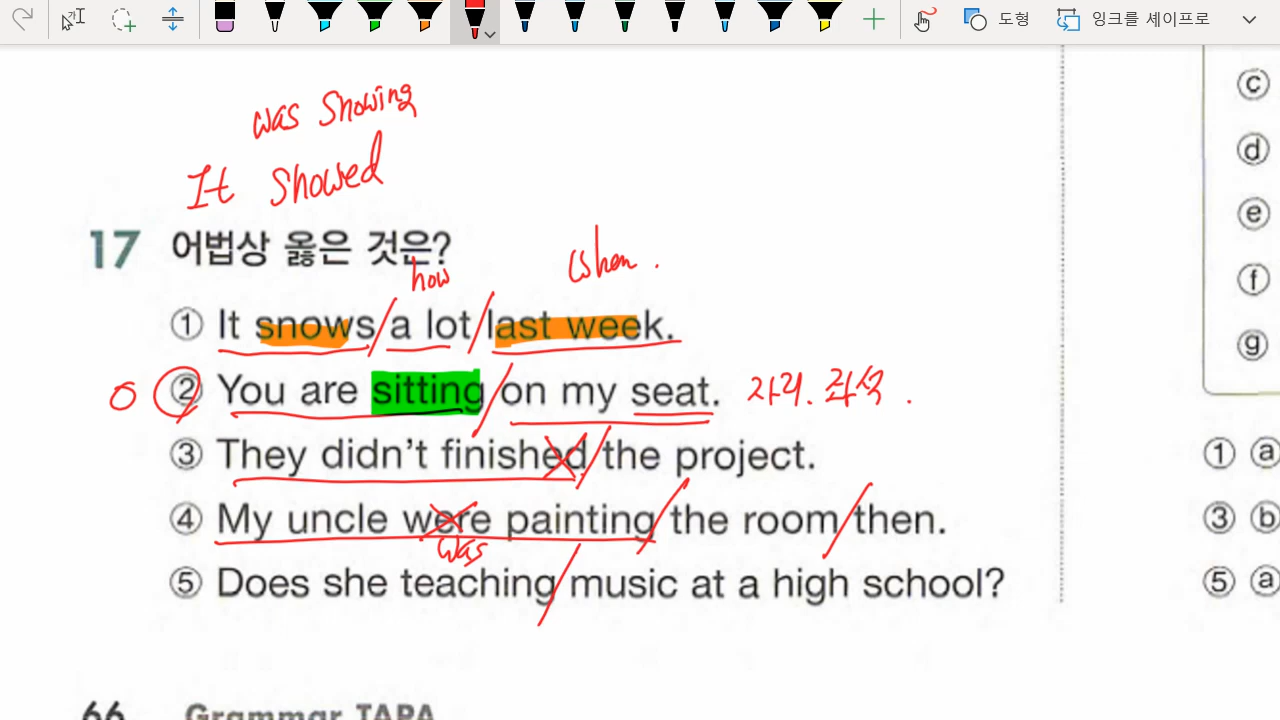 도형 잉크를 셰이프로
was Snowing
It Snowed
17 어법상 옳은 것은?
how when.
① It snows / a lot / last week.
② You are sitting / on my seat. 자리. 좌석.
③ They didn't finished / the project.
④ My uncle were painting / the room / then.
was
⑤ Does she teaching / music at a high school?
66 Grammar TAPA
ⓒ
ⓓ
ⓔ
ⓕ
ⓖ
① ⓐ
③ ⓑ
⑤ ⓐ